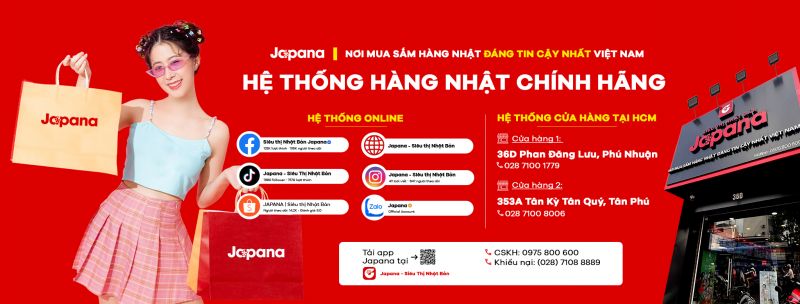 Japana
NƠI MUA SẮM HÀNG NHẬT ĐÁNG TIN CẬY NHẤT VIỆT NAM
HỆ THỐNG HÀNG NHẬT CHÍNH HÃNG
Japana
HỆ THỐNG ONLINE
Siêu thị Nhật Bản Japana
Japana - Siêu thị Nhật Bản
Japana - Siêu thị Nhật Bản
Japana - Siêu thị Nhật Bản
JAPANA | Siêu thị Nhật Bản
Zalo
Japana
Official Account
HỆ THỐNG CỬA HÀNG TẠI HCM
Cửa hàng 1:
36D Phan Đăng Lưu, Phú Nhuận
028 7100 1779
Cửa hàng 2:
353A Tân Kỳ Tân Quý, Tân Phú
028 7100 8006
Japana
Tải app
Japana tại
Japana - Siêu Thị Nhật Bản
CSKH: 0975 800 600
Khiếu nại: (028) 7108 8889
Japana
36D